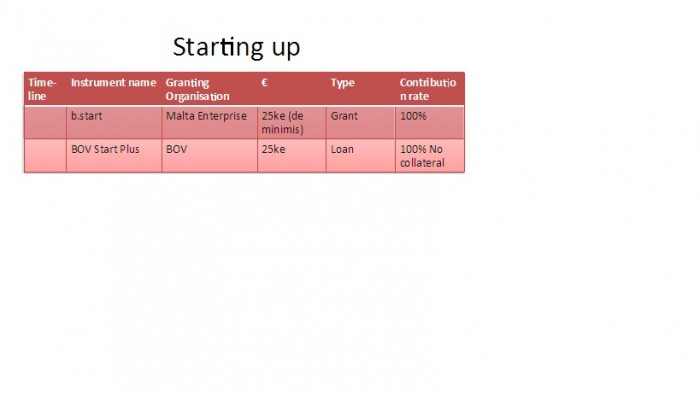 Starting up
Time- Instrument name Granting € Type Contributio
line Organisation n rate
b.start Malta Enterprise 25ke (de Grant 100%
minimis)
BOV Start Plus BOV 25ke Loan 100% No
collateral